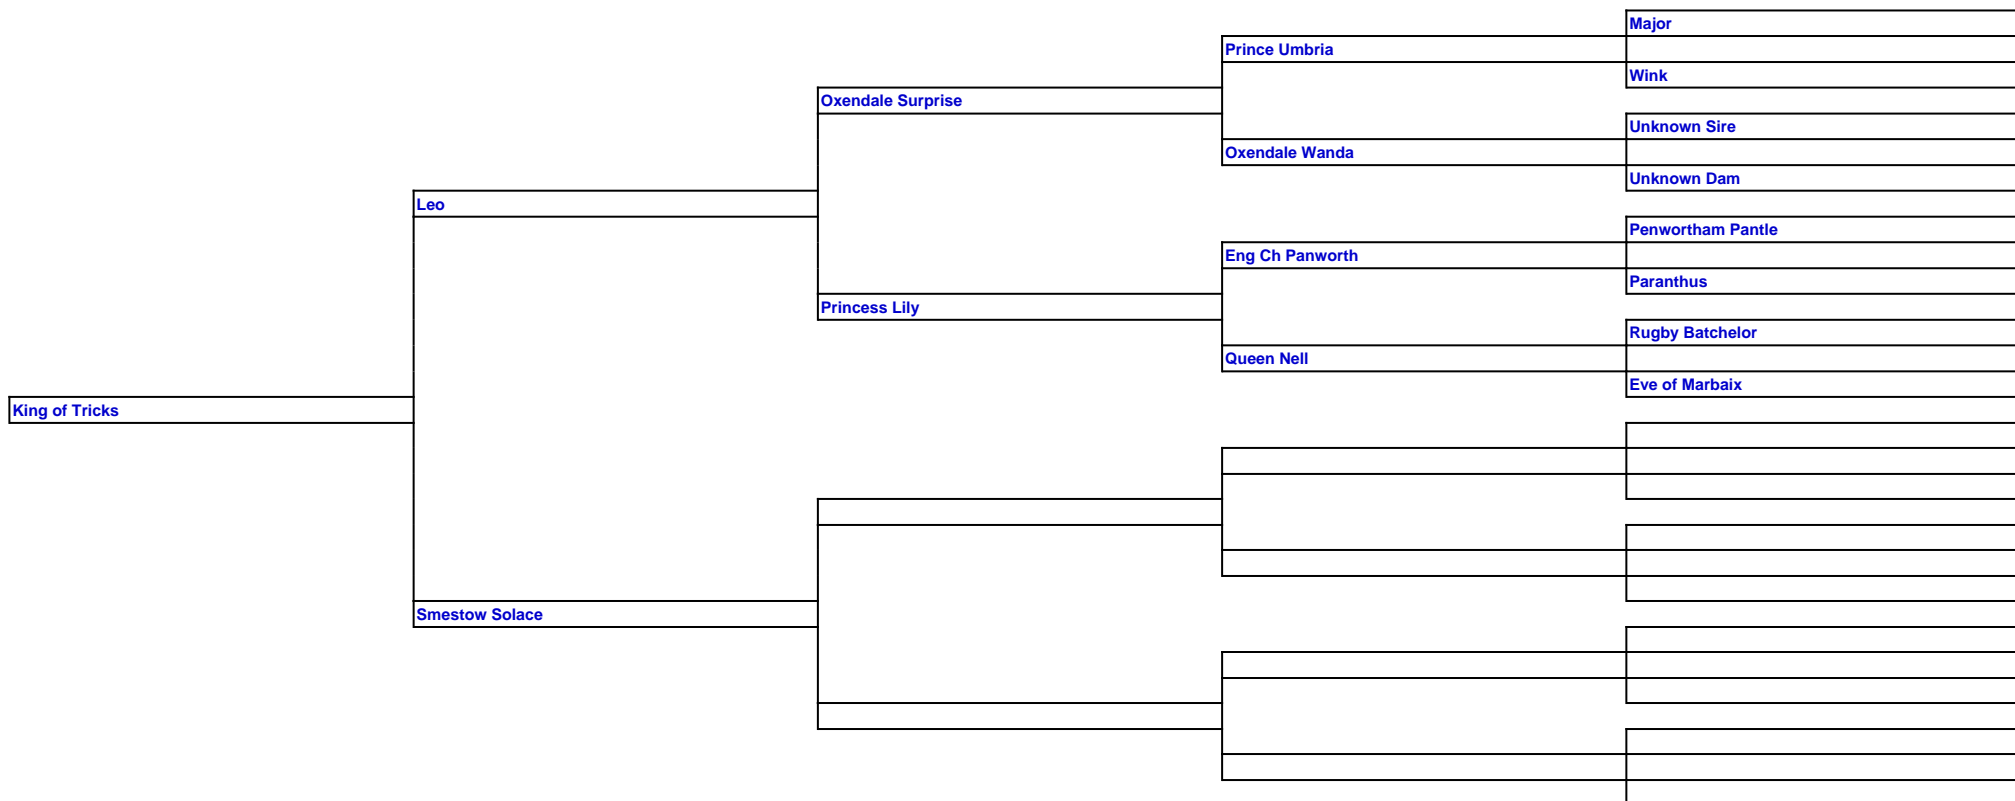 Major
Prince Umbria
Wink
Oxendale Surprise
Unknown Sire
Oxendale Wanda
Unknown Dam
Leo
Penwortham Pantle
Eng Ch Panworth
Paranthus
Princess Lily
Rugby Batchelor
Queen Nell
Eve of Marbaix
King of Tricks
Smestow Solace